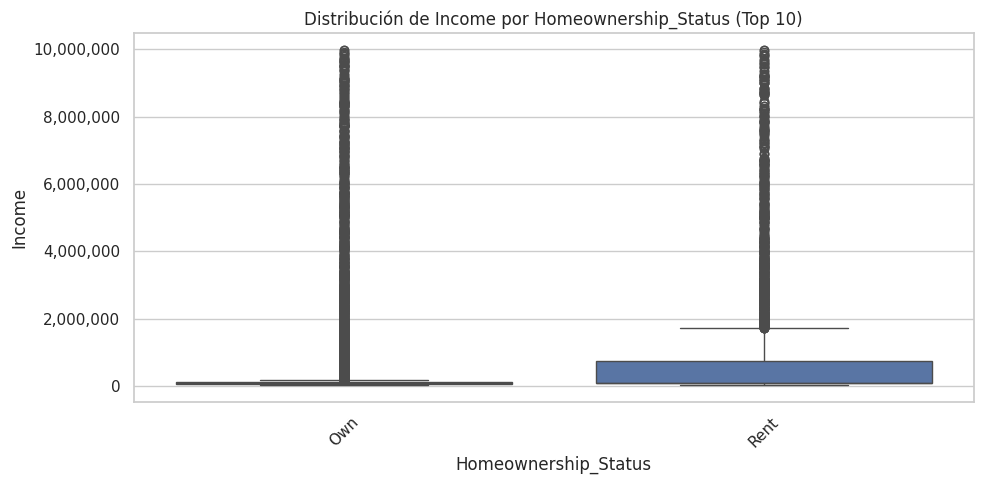 Distribución de Income por Homeownership_Status (Top 10)
10,000,000
8,000,000
6,000,000
4,000,000
2,000,000
0
Income
Own
Rent
Homeownership_Status